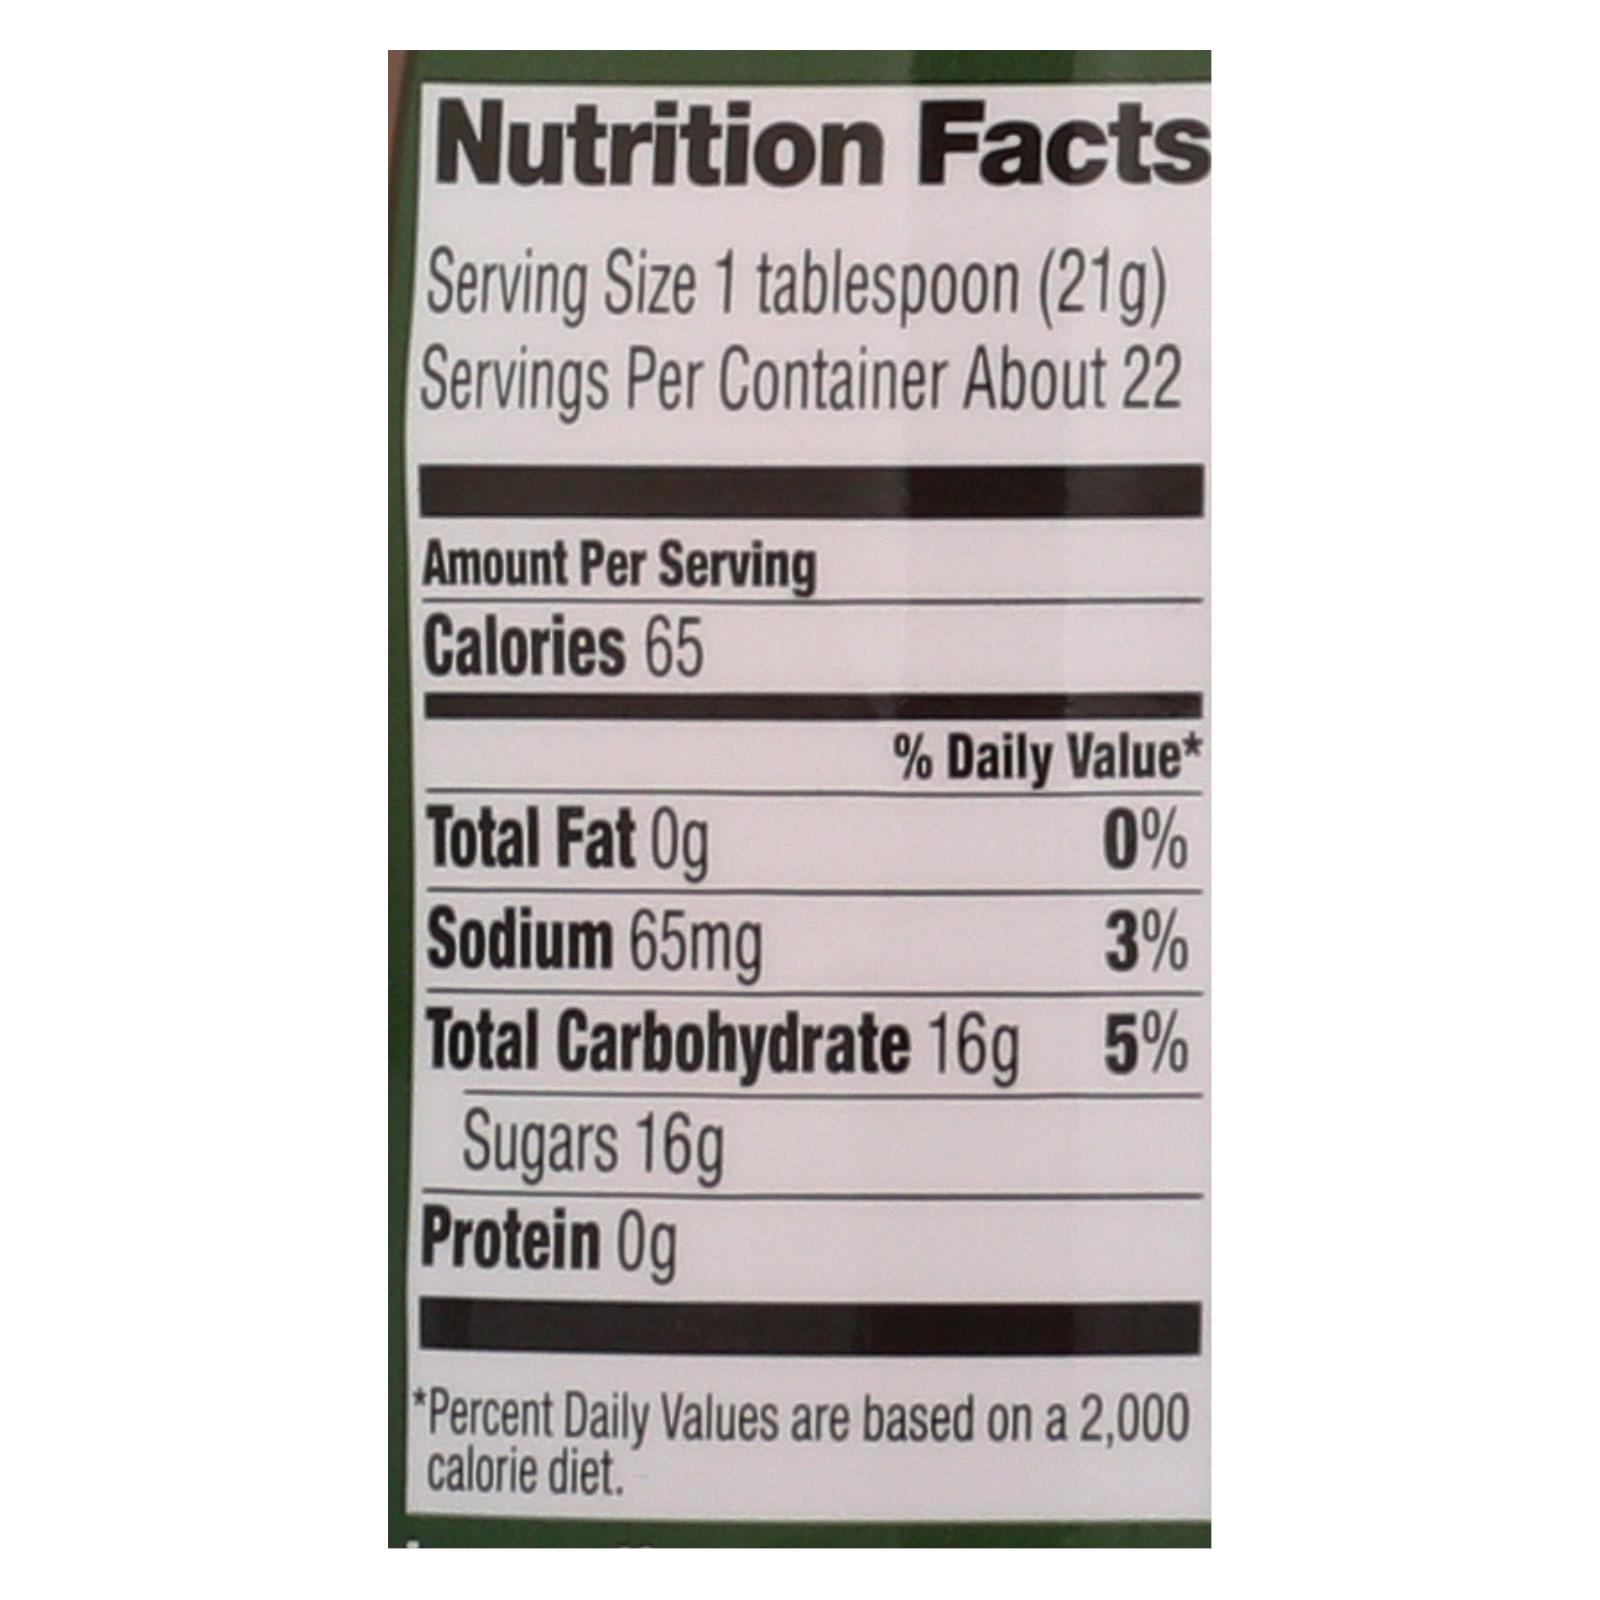 Nutrition Facts
Serving Size 1 tablespoon (21g)
Servings Per Container About 22
Amount Per Serving
Calories 65
% Daily Value*
Total Fat 0g 0%
Sodium 65mg 3%
Total Carbohydrate 16g 5%
Sugars 16g
Protein 0g
*Percent Daily Values are based on a 2,000
calorie diet.